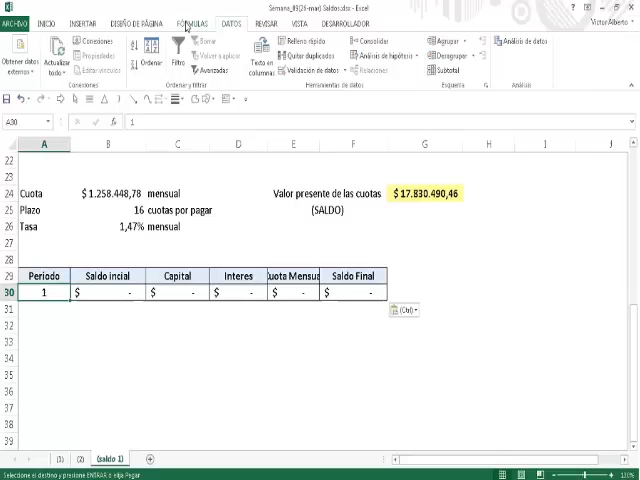 Semana_#9(26-mar) Saldos.xlsx - Excel
ARCHIVO INICIO INSERTAR DISEÑO DE PÁGINA FÓRMULAS DATOS REVISAR VISTA DESARROLLADOR Victor Alberto
Obtener datos externos
Actualizar todo
Conexiones
Propiedades
Editar vínculos
Conexiones
Ordenar
Filtro
Borrar
Volver a aplicar
Avanzadas
Ordenar y filtrar
Texto en columnas
Relleno rápido
Quitar duplicados
Validación de datos
Consolidar
Análisis de hipótesis
Relaciones
Herramientas de datos
Agrupar
Desagrupar
Subtotal
Esquema
Análisis de datos
Análisis
A30 fx 1
A B C D E F G H I J
22
23
24 Cuota $ 1.258.448,78 mensual Valor presente de las cuotas $ 17.830.490,46
25 Plazo 16 cuotas por pagar (SALDO)
26 Tasa 1,47% mensual
27
28
29 Periodo Saldo incial Capital Interes Cuota Mensua Saldo Final
30 1 $ - $ - $ - $ - $ -
31 (Ctrl)
32
33
34
35
36
37
38
39
(1) (2) (saldo 1)
Seleccione el destino y presione ENTRAR o elija Pegar 130%